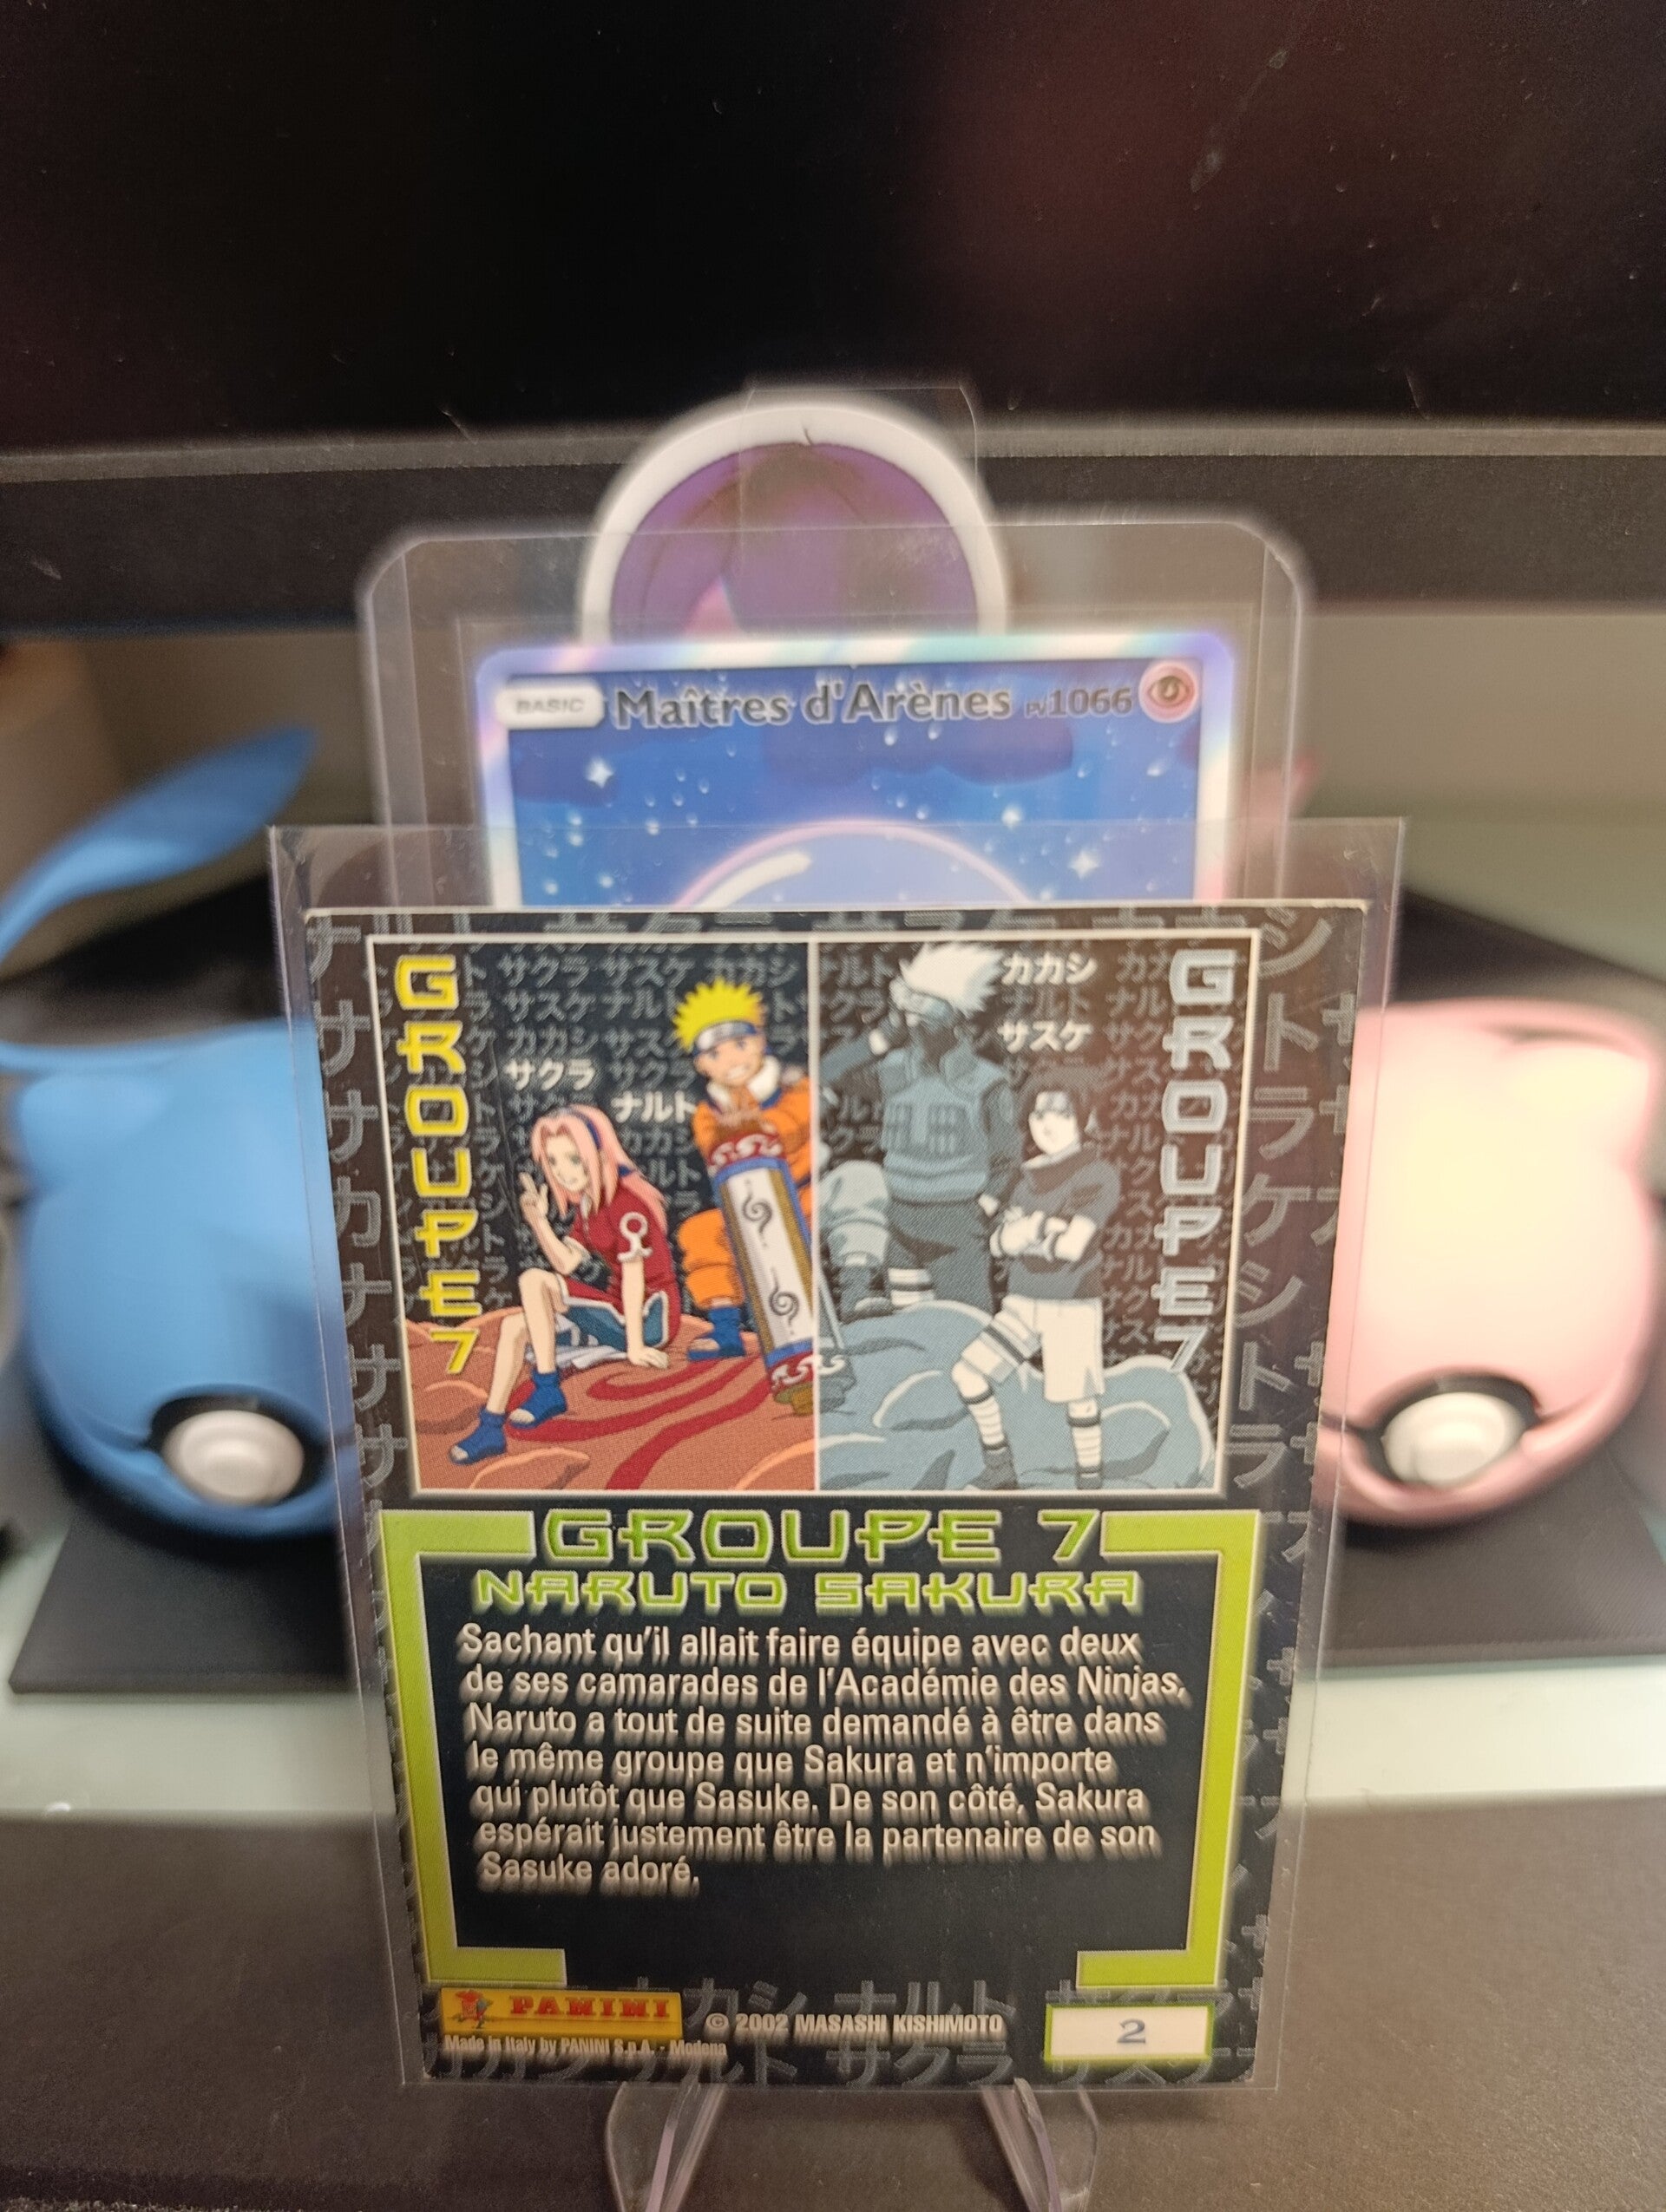 BASIC Maîtres d'Arènes PV1066
GROUPE 7
サクラ
ナルト
カカシ
サスケ
GROUPE 7
GROUPE 7
NARUTO SAKURA
Sachant qu'il allait faire équipe avec deux
de ses camarades de l'Académie des Ninjas,
Naruto a tout de suite demandé à être dans
le même groupe que Sakura et n'importe
qui plutôt que Sasuke. De son côté, Sakura
espérait justement être la partenaire de son
Sasuke adoré.
PANINI
© 2002 MASASHI KISHIMOTO
Made in Italy by PANINI S.p.A. - Modena
2